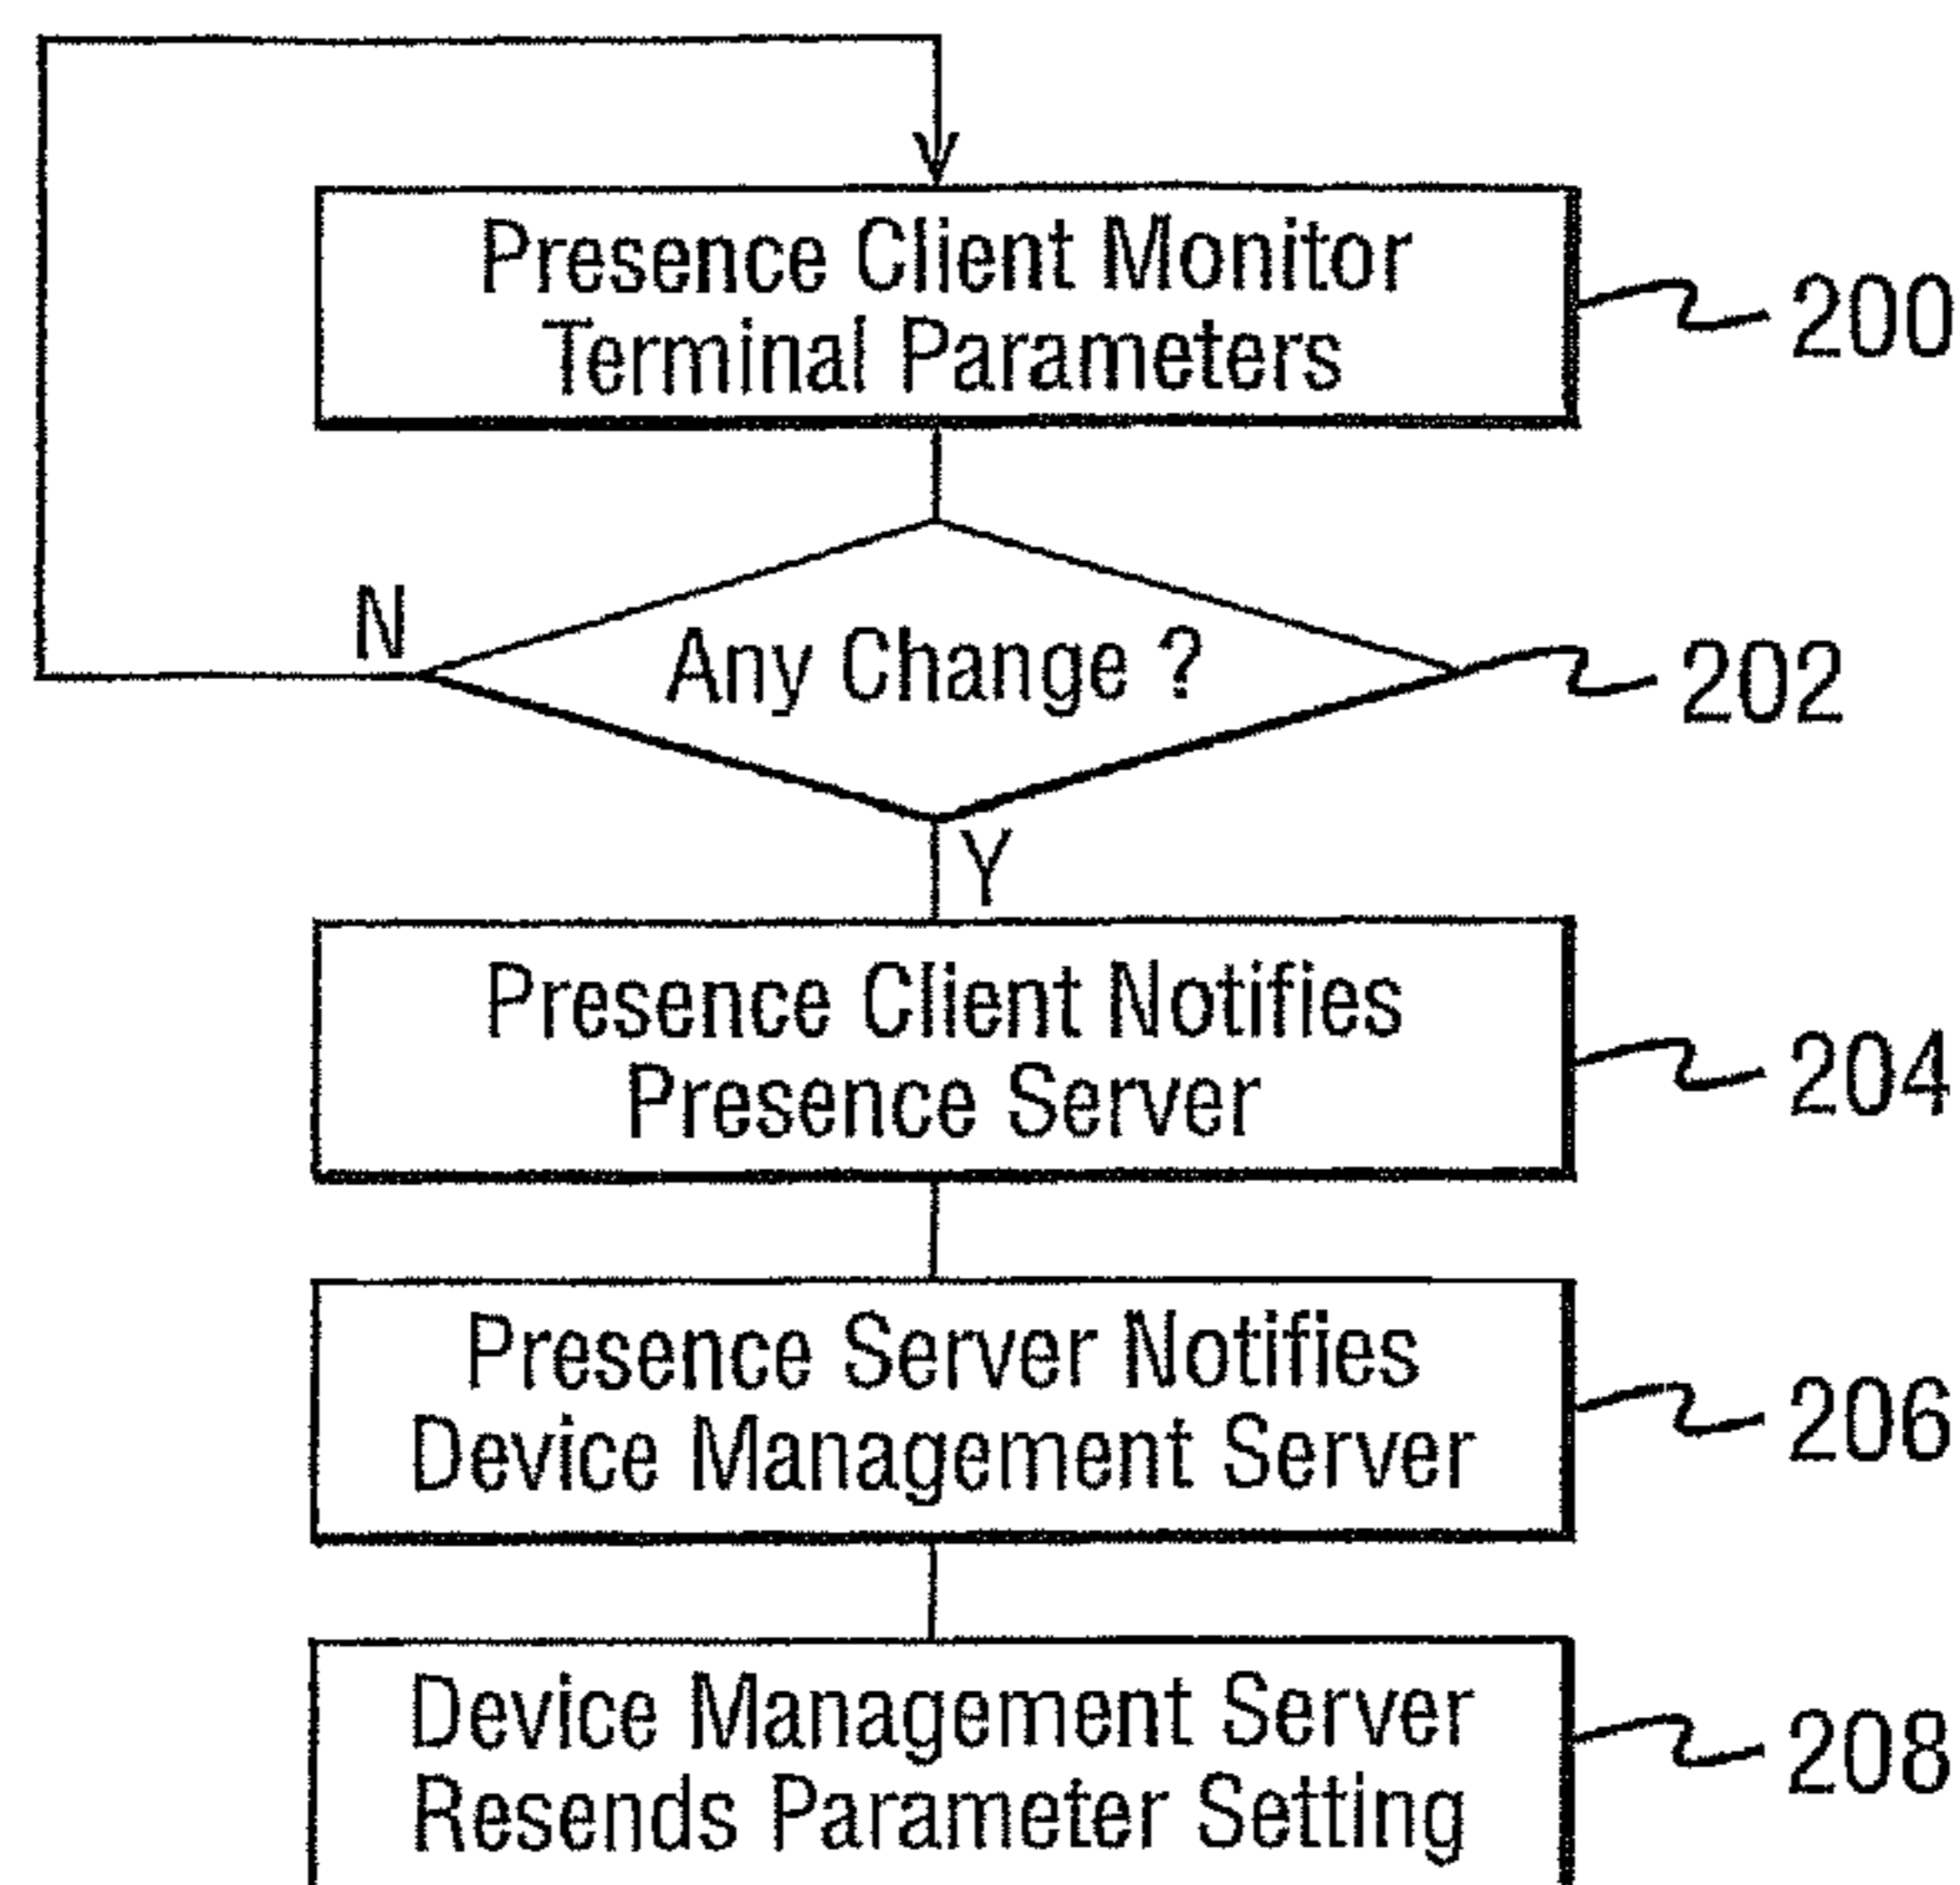 Presence Client Monitor
Terminal Parameters
200
N
Any Change ?
202
Y
Presence Client Notifies
Presence Server
204
Presence Server Notifies
Device Management Server
206
Device Management Server
Resends Parameter Setting
208